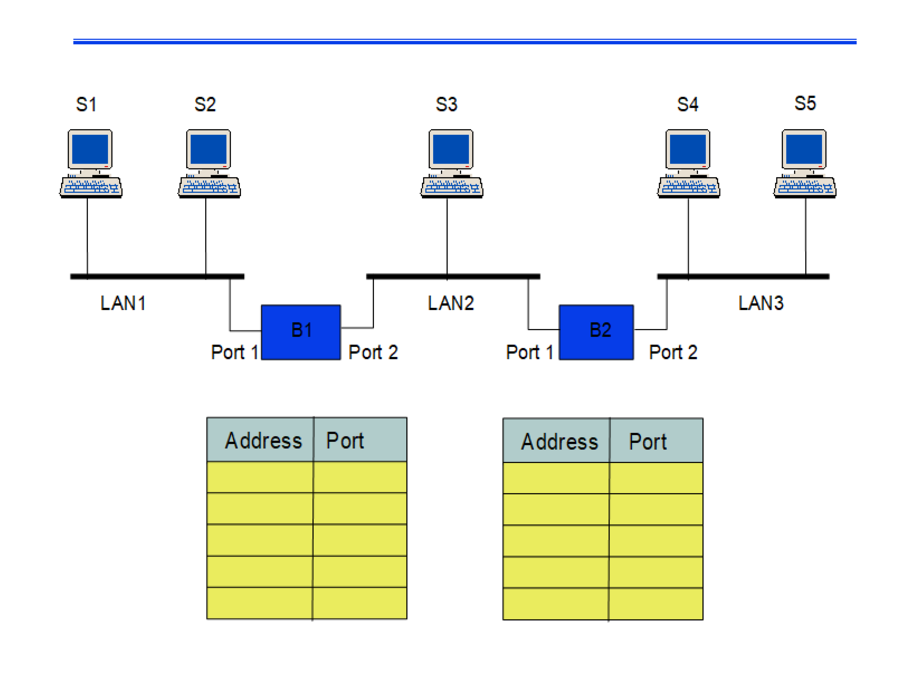 S1 S2 S3 S4 S5
LAN1 LAN2 LAN3
B1 B2
Port 1 Port 2 Port 1 Port 2
Address Port Address Port